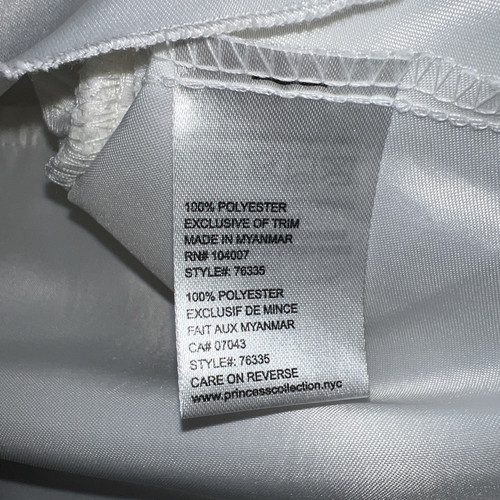 100% POLYESTER
EXCLUSIVE OF TRIM
MADE IN MYANMAR
RN# 104007
STYLE#: 76335
100% POLYESTER
EXCLUSIF DE MINCE
FAIT AUX MYANMAR
CA# 07043
STYLE#: 76335
CARE ON REVERSE
www.princesscollection.nyc